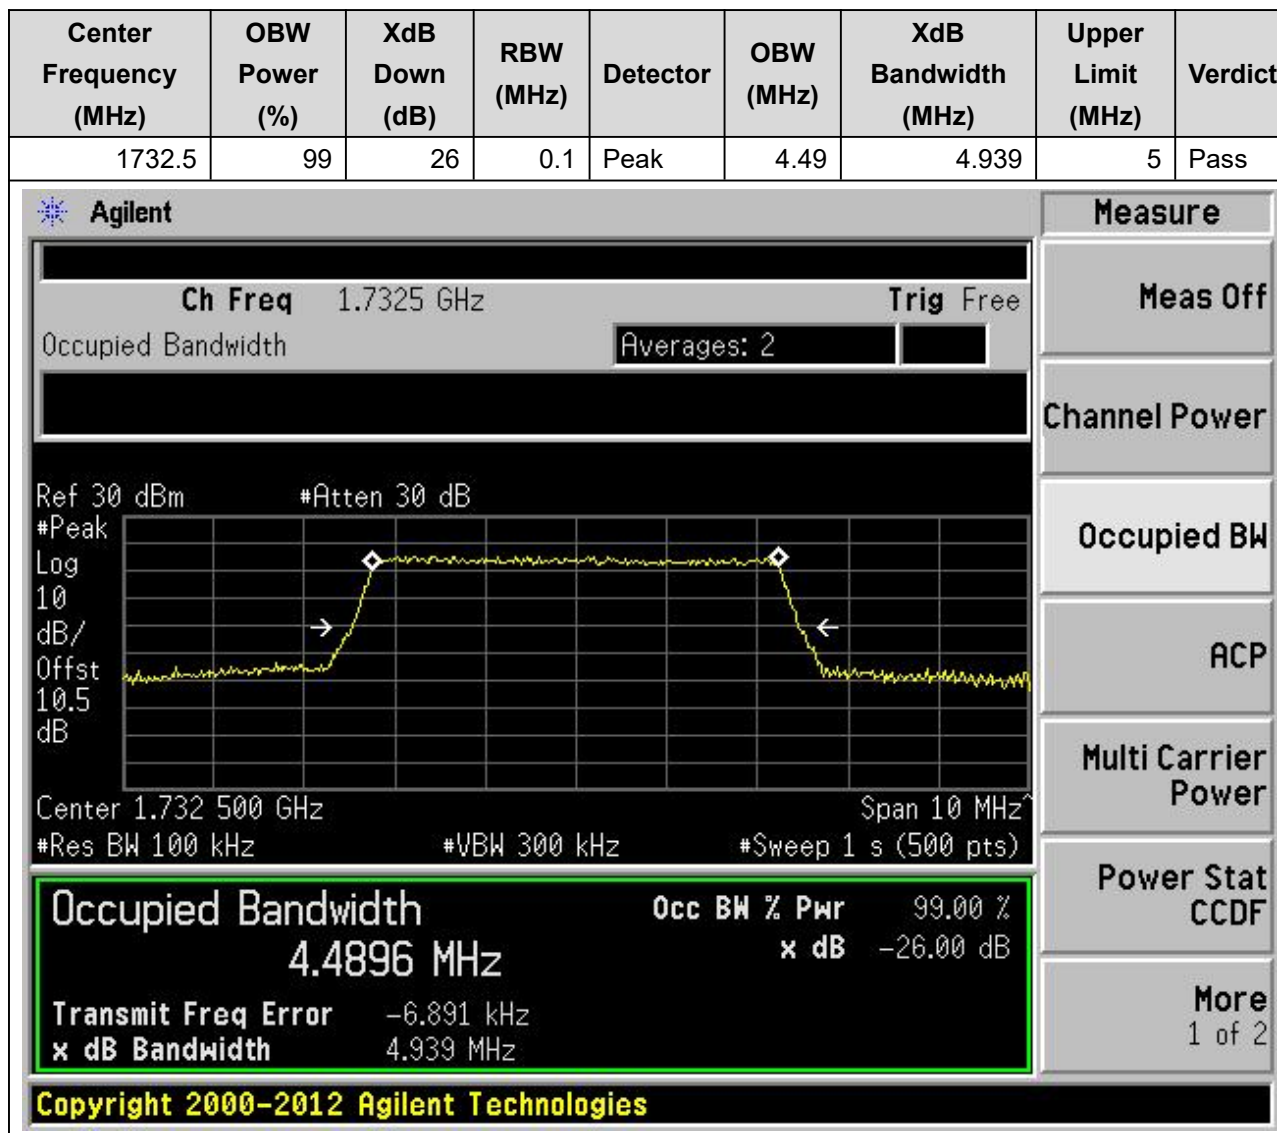 Center Frequency (MHz) OBW Power (%) XdB Down (dB) RBW (MHz) Detector OBW (MHz) XdB Bandwidth (MHz) Upper Limit (MHz) Verdict
1732.5 99 26 0.1 Peak 4.49 4.939 5 Pass
Agilent
Measure
Ch Freq 1.7325 GHz Trig Free
Meas Off
Occupied Bandwidth Averages: 2
Channel Power
Ref 30 dBm #Atten 30 dB
#Peak
Log
10
dB/
Offst
10.5
dB
Occupied BW
ACP
Multi Carrier
Power
Center 1.732 500 GHz Span 10 MHz^
#Res BW 100 kHz #VBW 300 kHz #Sweep 1 s (500 pts)
Power Stat
CCDF
Occupied Bandwidth Occ BW % Pwr 99.00 %
4.4896 MHz x dB -26.00 dB
Transmit Freq Error -6.891 kHz
x dB Bandwidth 4.939 MHz
More
1 of 2
Copyright 2000-2012 Agilent Technologies